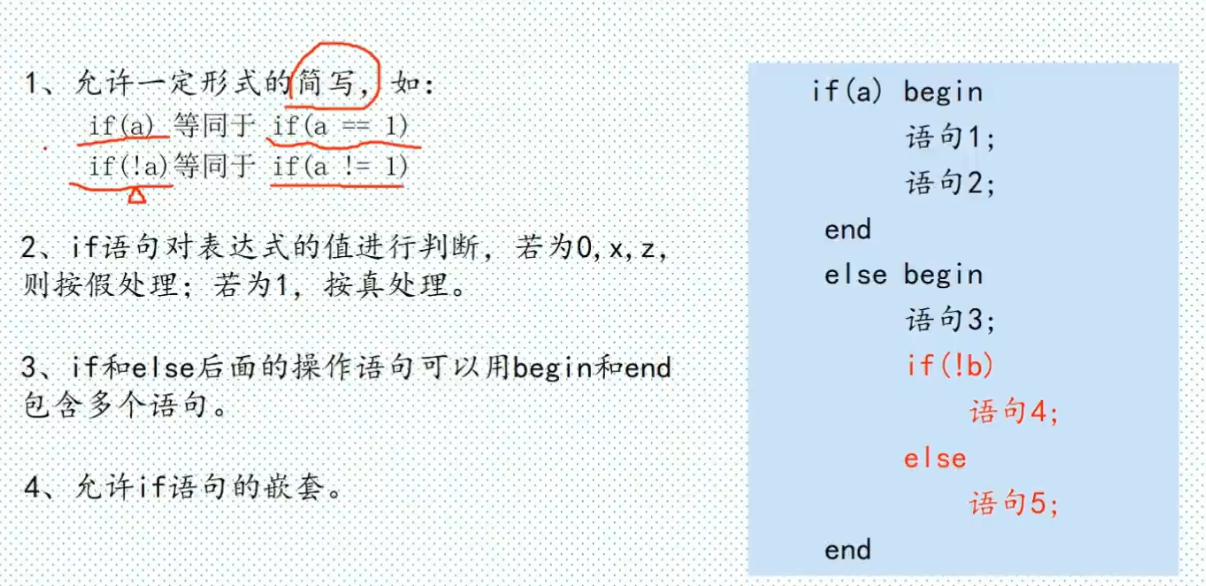 1、允许一定形式的简写，如：
if(a) 等同于 if(a == 1)
if(!a)等同于 if(a != 1)
2、if语句对表达式的值进行判断，若为0,x,z，
则按假处理；若为1，按真处理。
3、if和else后面的操作语句可以用begin和end
包含多个语句。
4、允许if语句的嵌套。
if(a) begin
语句1；
语句2；
end
else begin
语句3；
if(!b)
语句4；
else
语句5；
end